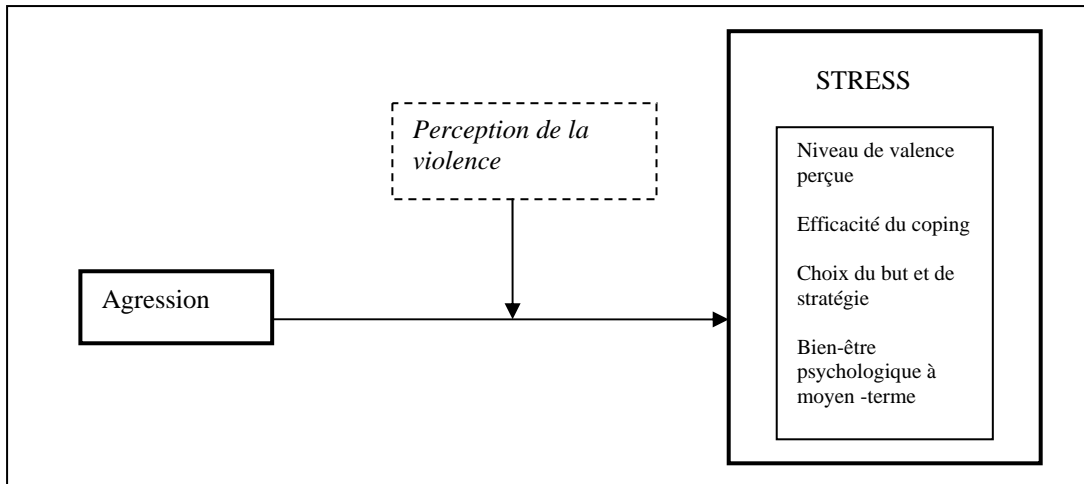 STRESS
Perception de la
violence
Niveau de valence
perçue
Efficacité du coping
Agression
Choix du but et de
stratégie
Bien-être
psychologique à
moyen -terme